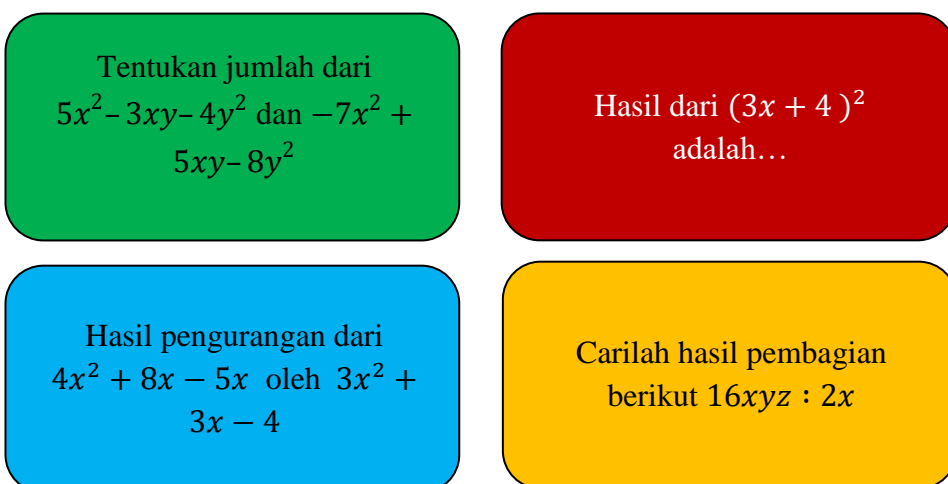 Tentukan jumlah dari
5x²–3xy–4y² dan −7x² +
5xy–8y²
Hasil dari (3x + 4 )²
adalah…
Hasil pengurangan dari
4x² + 8x − 5x oleh 3x² +
3x − 4
Carilah hasil pembagian
berikut 16xyz : 2x